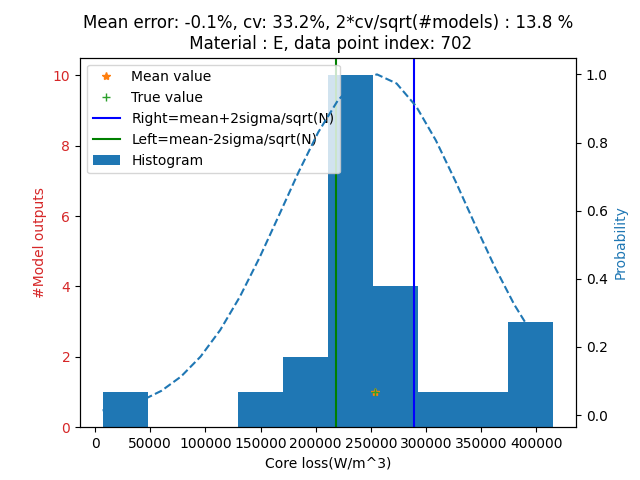 Mean error: -0.1%, cv: 33.2%, 2*cv/sqrt(#models) : 13.8 %
Material : E, data point index: 702
Mean value
True value
Right=mean+2sigma/sqrt(N)
Left=mean-2sigma/sqrt(N)
Histogram
#Model outputs
10
8
6
4
2
0
1.0
0.8
0.6
0.4
0.2
0.0
Probability
0 50000 100000 150000 200000 250000 300000 350000 400000
Core loss(W/m^3)